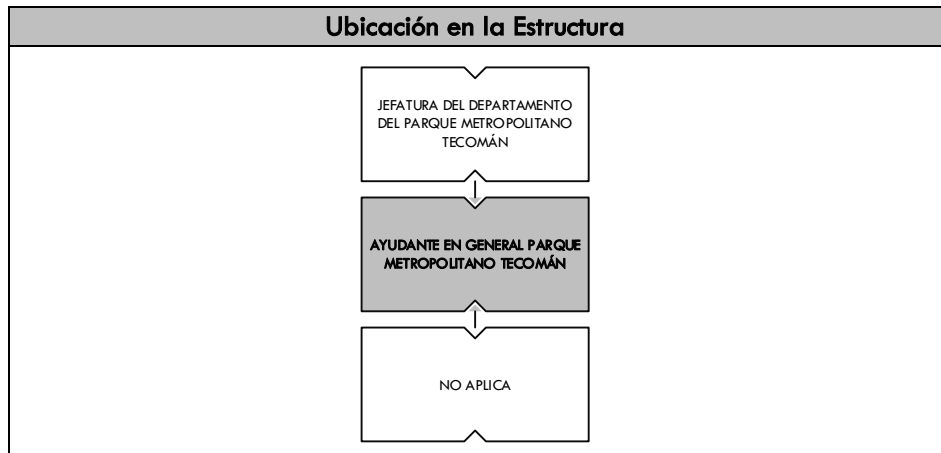 Ubicación en la Estructura
JEFATURA DEL DEPARTAMENTO
DEL PARQUE METROPOLITANO
TECOMÁN
AYUDANTE EN GENERAL PARQUE
METROPOLITANO TECOMÁN
NO APLICA